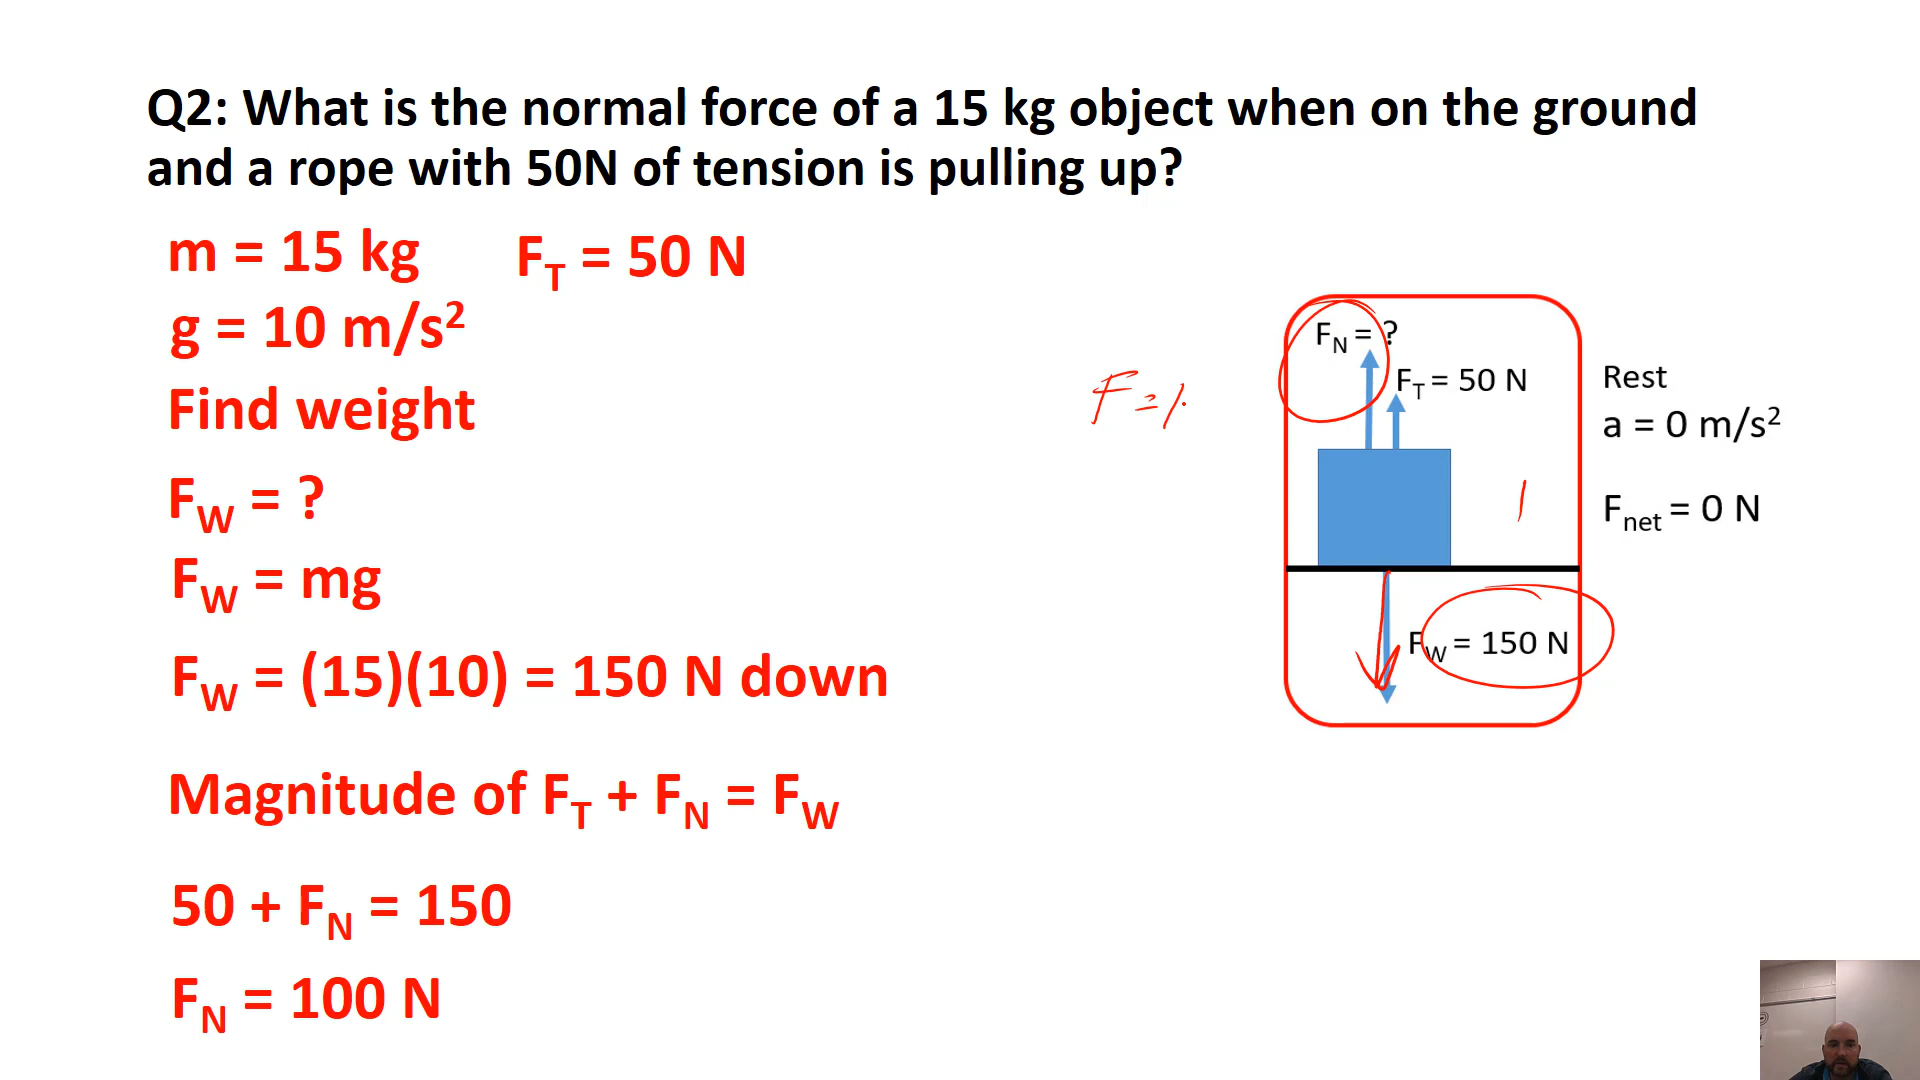 Q2: What is the normal force of a 15 kg object when on the ground
and a rope with 50N of tension is pulling up?
m = 15 kg
F_T = 50 N
g = 10 m/s²
Find weight
F_W = ?
F_W = mg
F_W = (15)(10) = 150 N down
Magnitude of F_T + F_N = F_W
50 + F_N = 150
F_N = 100 N
F =
F_N = ?
F_T = 50 N
F_W = 150 N
Rest
a = 0 m/s²
F_net = 0 N